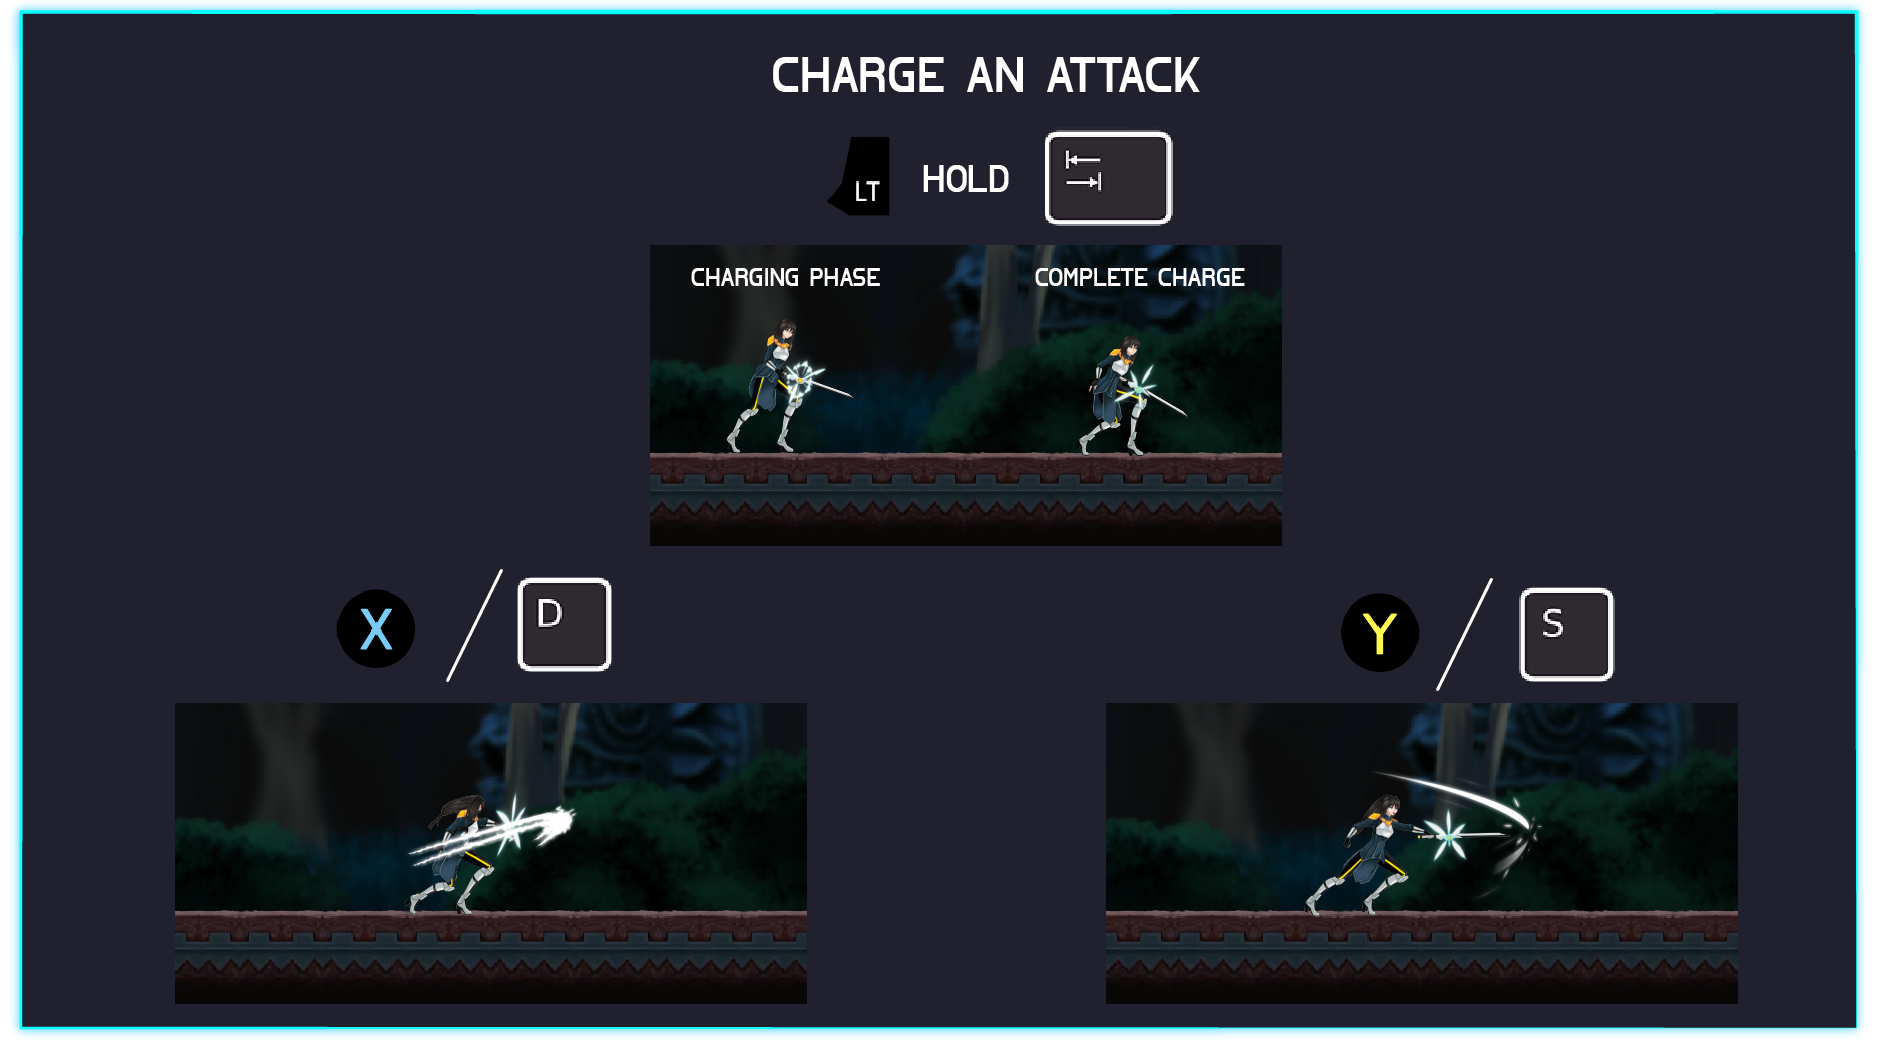 CHARGE AN ATTACK
LT HOLD
CHARGING PHASE COMPLETE CHARGE
X / D
Y / S